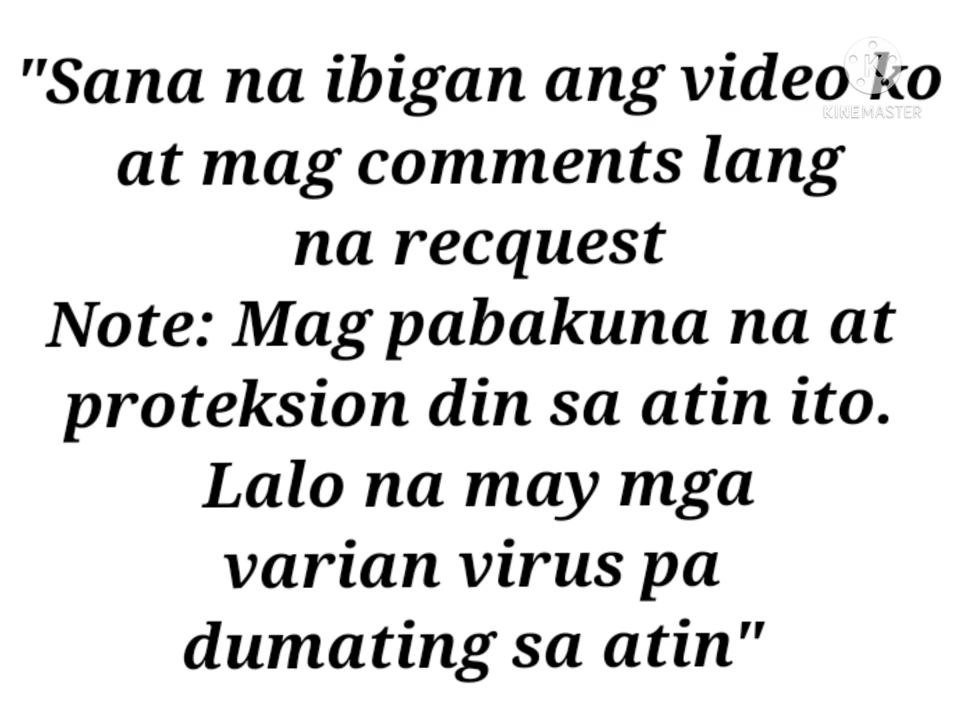 "Sana na ibigan ang video ko
KINEMASTER
at mag comments lang
na recquest
Note: Mag pabakuna na at
proteksion din sa atin ito.
Lalo na may mga
varian virus pa
dumating sa atin"